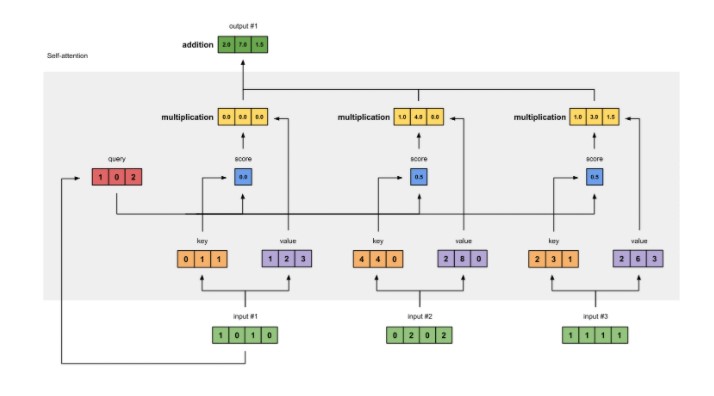 output #1
addition 2.0 7.0 1.5
Self-attention
multiplication 0.0 0.0 0.0
multiplication 1.0 4.0 0.0
multiplication 1.0 3.0 1.5
query
score
score
score
1 0 2
0.0
0.5
0.5
key
value
key
value
key
value
0 1 1
1 2 3
4 4 0
2 8 0
2 3 1
2 6 3
input #1
input #2
input #3
1 0 1 0
0 2 0 2
1 1 1 1